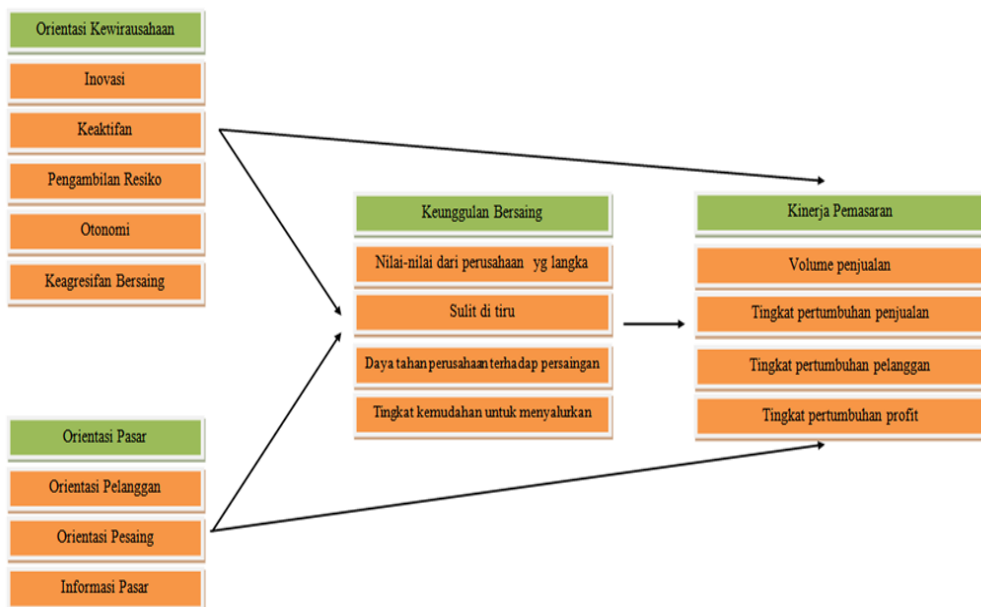 Orientasi Kewirausahaan
Inovasi
Keaktifan
Pengambilan Resiko
Otonomi
Keagresifan Bersaing
Orientasi Pasar
Orientasi Pelanggan
Orientasi Pesaing
Informasi Pasar
Keunggulan Bersaing
Nilai-nilai dari perusahaan yg langka
Sulit di tiru
Daya tahan perusahaan terhadap persaingan
Tingkat kemudahan untuk menyalurkan
Kinerja Pemasaran
Volume penjualan
Tingkat pertumbuhan penjualan
Tingkat pertumbuhan pelanggan
Tingkat pertumbuhan profit